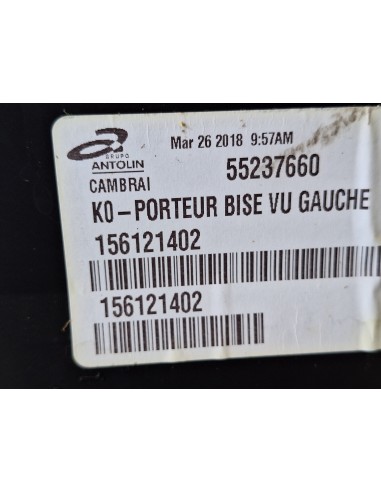 Mar 26 2018 9:57AM
GRUPO
ANTOLIN
CAMBRAI
55237660
K0-PORTEUR BISE VU GAUCHE
156121402
156121402